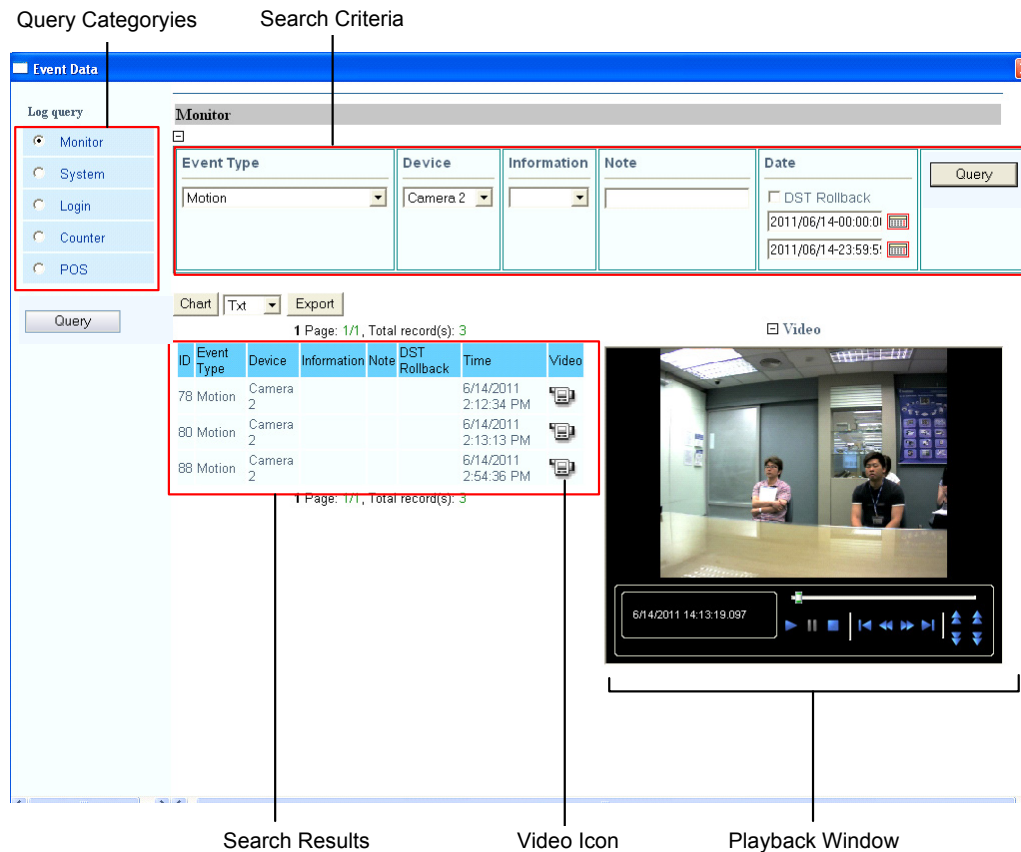 Query Categoryies
Search Criteria
Event Data
Log query
Monitor
System
Login
Counter
POS
Query
Monitor
Event Type
Device
Information
Note
Date
Motion
Camera 2
DST Rollback
2011/06/14-00:00:00
2011/06/14-23:59:59
Query
Chart
Txt
Export
1 Page: 1/1, Total record(s): 3
ID Event Type Device Information Note DST Rollback Time Video
78 Motion Camera 2 6/14/2011 2:12:34 PM
80 Motion Camera 2 6/14/2011 2:13:13 PM
88 Motion Camera 2 6/14/2011 2:54:36 PM
1 Page: 1/1, Total record(s): 3
Video
6/14/2011 14:13:19.097
Search Results
Video Icon
Playback Window